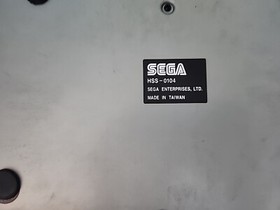 SEGA
HSS-0104
SEGA ENTERPRISES, LTD.
MADE IN TAIWAN